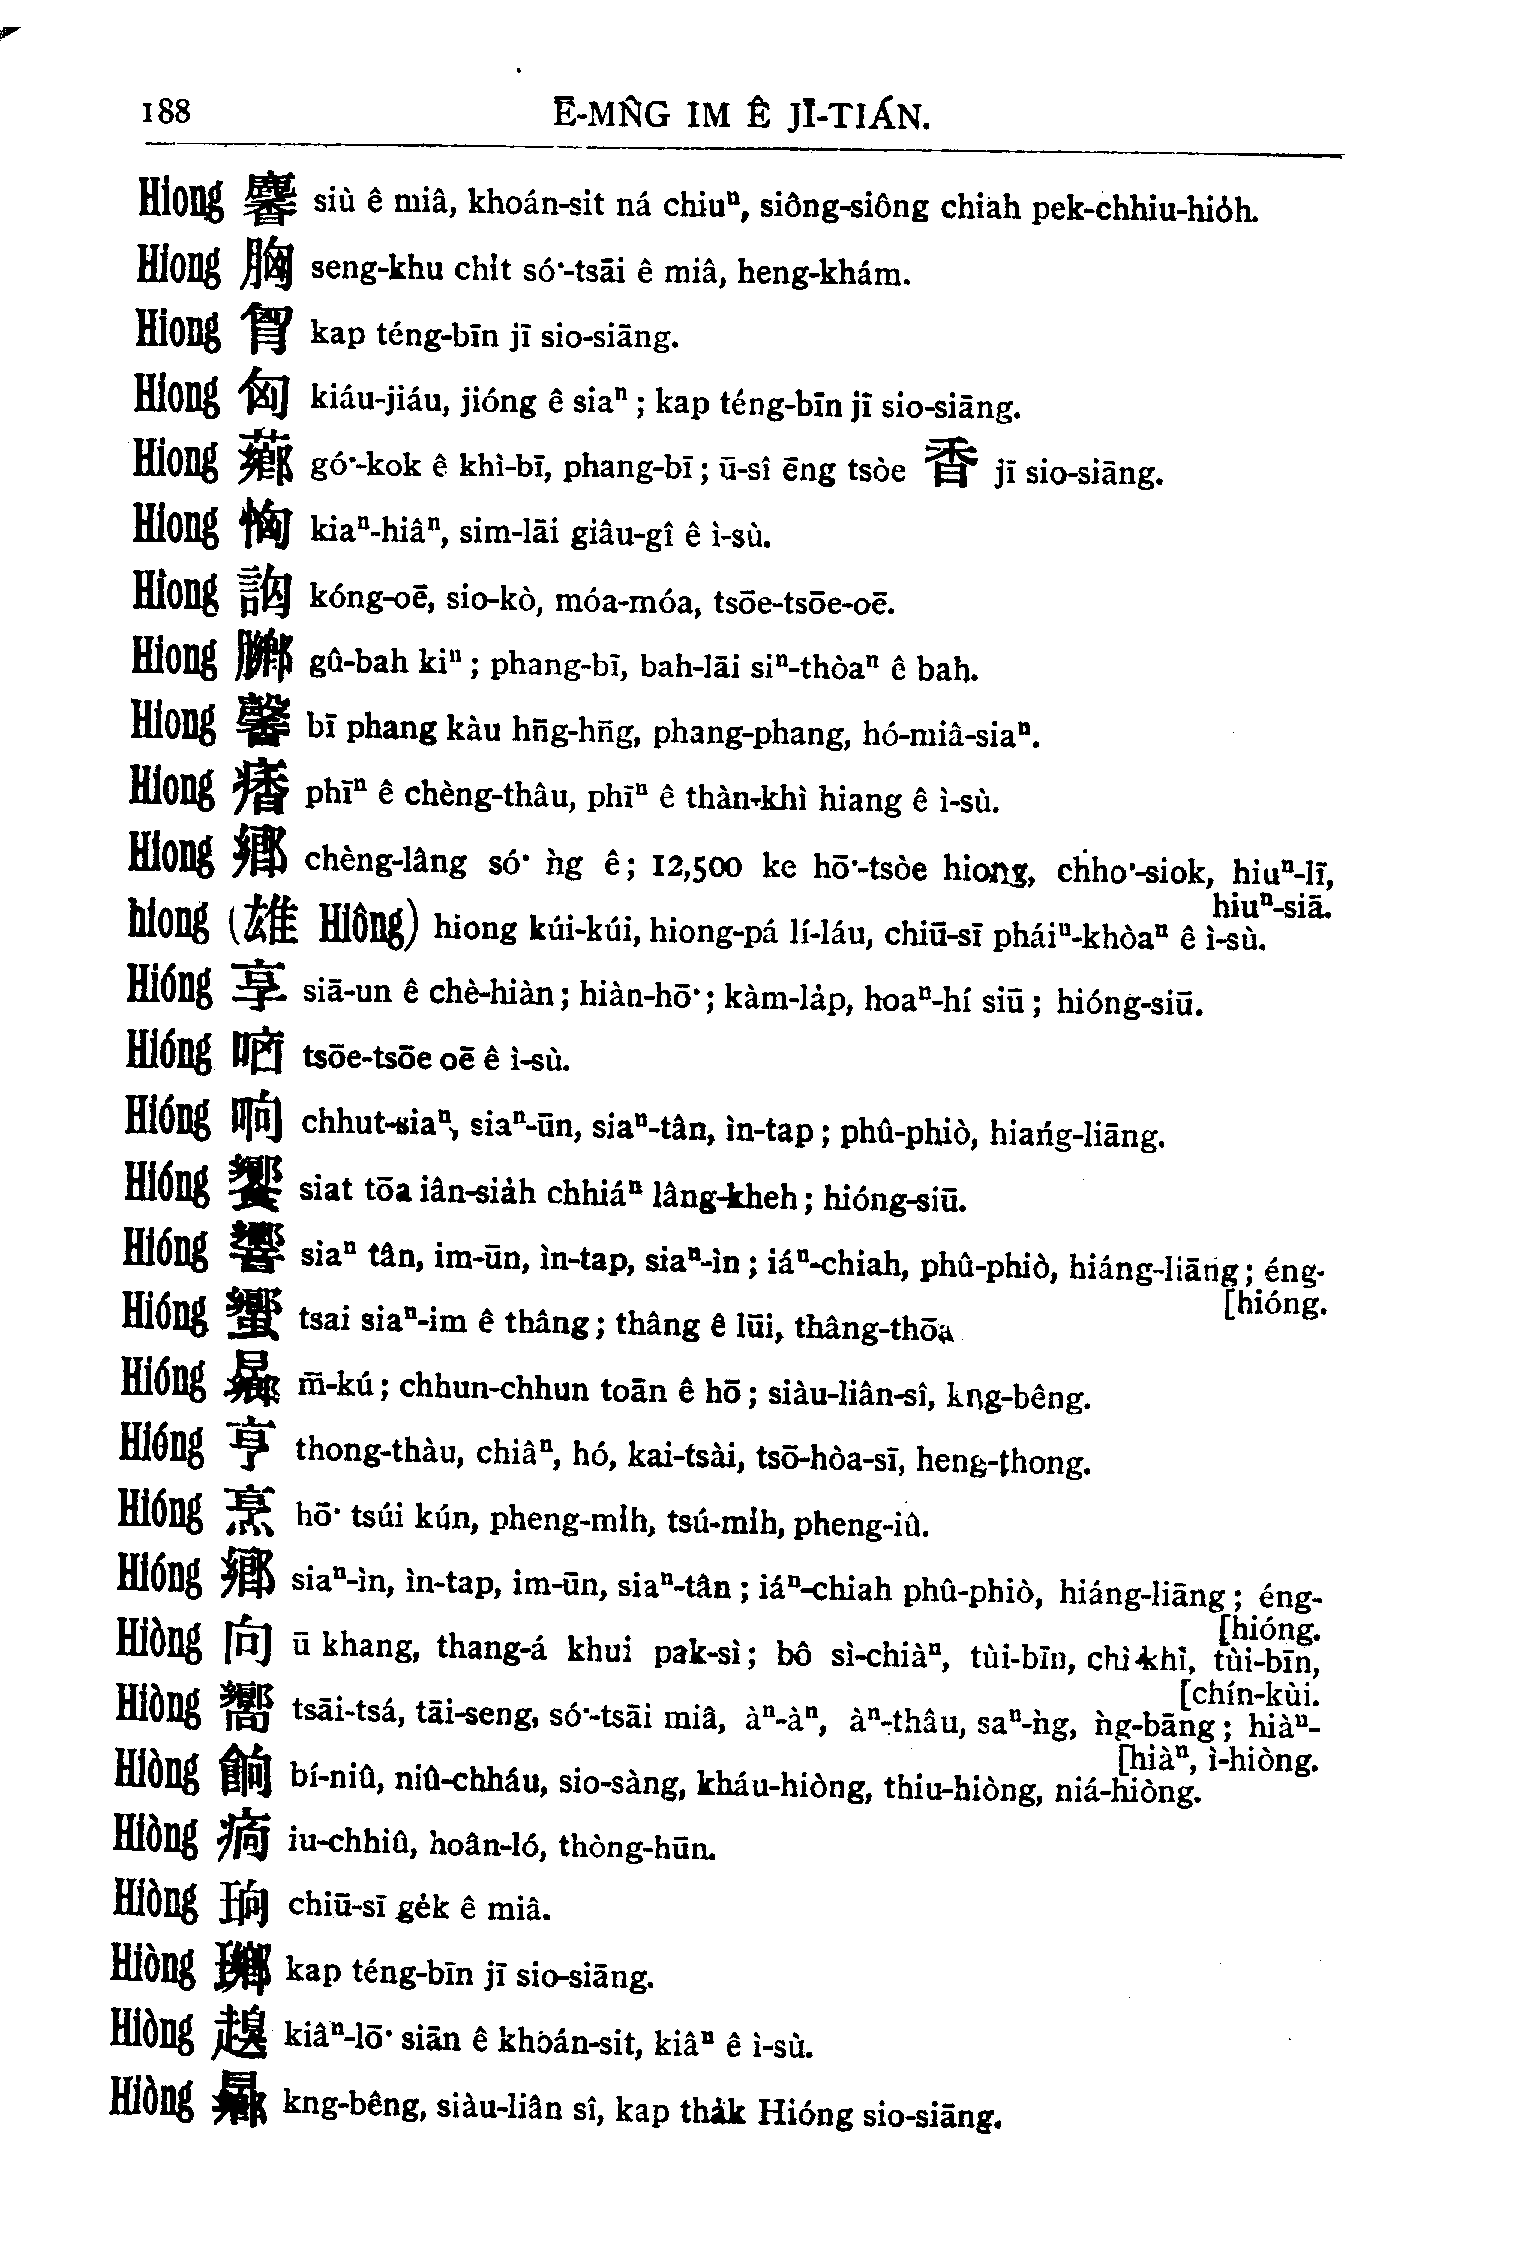 188
Ē-MN̂G IM Ê JĪ-TIÁN.
Hiong 麘 siù ê miâ, khoán-sit ná chiuⁿ, siông-siông chiah pek-chhiu-hio̍h.
Hiong 胸 seng-khu chi̍t só͘-tsāi ê miâ, heng-khám.
Hiong 胷 kap téng-bīn jī sio-siāng.
Hiong 匈 kiáu-jiáu, jióng ê siaⁿ; kap téng-bīn jī sio-siāng.
Hiong 薌 gó͘-kok ê khì-bī, phang-bī; ū-sî ēng tsòe 香 jī sio-siāng.
Hiong 恟 kiaⁿ-hiâⁿ, sim-lāi giâu-gî ê ì-sù.
Hiong 訩 kóng-oē, sio-kò, móa-móa, tsōe-tsōe-oē.
Hiong 膷 gû-bah kiⁿ; phang-bī, bah-lāi siⁿ-thòaⁿ ê bah.
Hiong 馨 bī phang kàu hn̄g-hn̄g, phang-phang, hó-miâ-siaⁿ.
Hiong phīⁿ ê chèng-thâu, phīⁿ ê thàn-khì hiang ê ì-sù.
Hiong 鄉 chèng-lâng só͘ ǹg ê; 12,500 ke hō͘-tsòe hiong, chho͘-siok, hiuⁿ-lī,
hiuⁿ-siā.
hiong (雄 Hiông) hiong kúi-kúi, hiong-pá lí-láu, chiū-sī pháiⁿ-khòaⁿ ê ì-sù.
Hióng 享 siā-un ê chè-hiàn; hiàn-hō͘; kàm-la̍p, hoaⁿ-hí siū; hióng-siū.
Hióng tsōe-tsōe oē ê ì-sù.
Hióng 响 chhut-siaⁿ, siaⁿ-ūn, siaⁿ-tân, ìn-tap; phû-phiò, hiáng-liāng.
Hióng 饗 siat tōa iân-sia̍h chhiáⁿ lâng-kheh; hióng-siū.
Hióng 響 siaⁿ tân, im-ūn, ìn-tap, siaⁿ-ìn; iáⁿ-chiah, phû-phiò, hiáng-liāng; éng-
[hióng.
Hióng 蠁 tsai siaⁿ-im ê thâng; thâng ê lūi, thâng-thōa
Hióng 曏 m̄-kú; chhun-chhun toān ê hō; siàu-liân-sî, kng-bêng.
Hióng 亨 thong-thàu, chiâⁿ, hó, kai-tsài, tsō-hòa-sī, heng-thong.
Hióng 烹 hō͘ tsúi kún, pheng-mi̍h, tsú-mi̍h, pheng-iû.
Hióng 鄉 siaⁿ-ìn, ìn-tap, im-ūn, siaⁿ-tân; iáⁿ-chiah phû-phiò, hiáng-liāng; éng-
[hióng.
Hiòng 向 ū khang, thang-á khui pak-sì; bô sì-chiàⁿ, tùi-bīn, chì-khì, tùi-bīn,
[chín-kùi.
Hiòng 嚮 tsāi-tsá, tāi-seng, só͘-tsāi miâ, àⁿ-àⁿ, àⁿ-thâu, saⁿ-ǹg, ǹg-bāng; hiàⁿ-
[hiàⁿ, ì-hiòng.
Hiòng 餉 bí-niû, niû-chháu, sio-sàng, kháu-hiòng, thiu-hiòng, niá-hiòng.
Hiòng iu-chhiû, hoân-ló, thòng-hūn.
Hiòng 珦 chiū-sī ge̍k ê miâ.
Hiòng kap téng-bīn jī sio-siāng.
Hiòng kiâⁿ-lō͘ siān ê khoán-sit, kiâⁿ ê ì-sù.
Hiòng 曏 kng-bêng, siàu-liân sî, kap tha̍k Hióng sio-siāng.